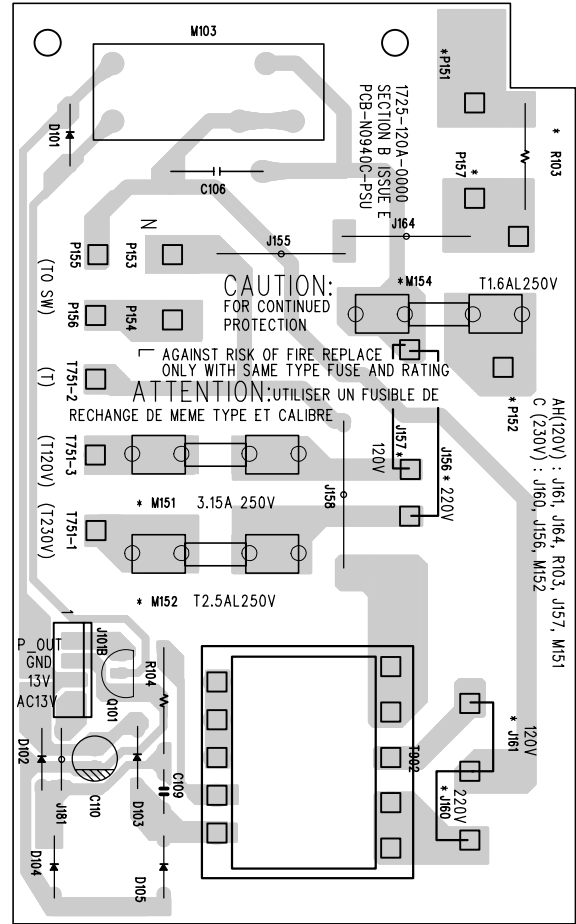 M103
* P151
1725-120A-0000
SECTION B ISSUE E
PCB-N0940C-PSU
D101
P157 *
* R103
C106
N
J155
J164
P155
P153
(TO SW)
CAUTION:
FOR CONTINUED
PROTECTION
* M154
T1.6AL250V
P156
P154
AGAINST RISK OF FIRE REPLACE
ONLY WITH SAME TYPE FUSE AND RATING
(T)
T751-2
ATTENTION: UTILISER UN FUSIBLE DE
RECHANGE DE MEME TYPE ET CALIBRE
* P152
AH(120V) : J161, J164, R103, J157, M151
C (230V) : J160, J156, M152
(T120V)
T751-3
J157 *
120V
J156 * 220V
J158
* M151 3.15A 250V
(T230V)
T751-1
* M152 T2.5AL250V
1
J101B
P_OUT
GND
13V
AC13V
Q101
R104
T902
120V
* J161
220V
* J160
D102
J181
C110
D103
C109
D104
D105